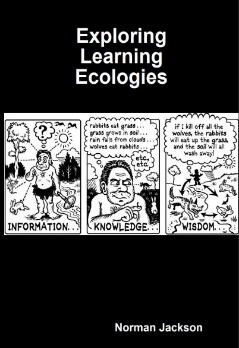 Exploring
Learning
Ecologies
?
rabbits eat grass...
grass grows in soil...
rain falls from clouds...
wolves eat rabbits...
etc.
etc.
if i kill off all the
wolves, the rabbits
will eat up the grass,
and the soil will all
wash away!
INFORMATION...
KNOWLEDGE...
WISDOM...
Norman Jackson